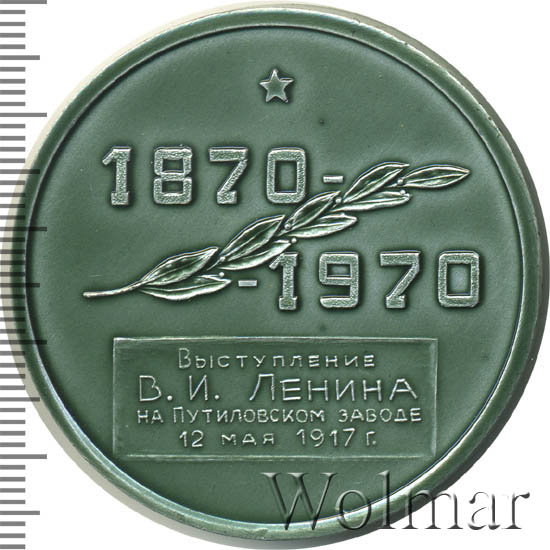 1870-
-1970
Выступление
В. И. Ленина
на Путиловском заводе
12 мая 1917 г.
Wolmar